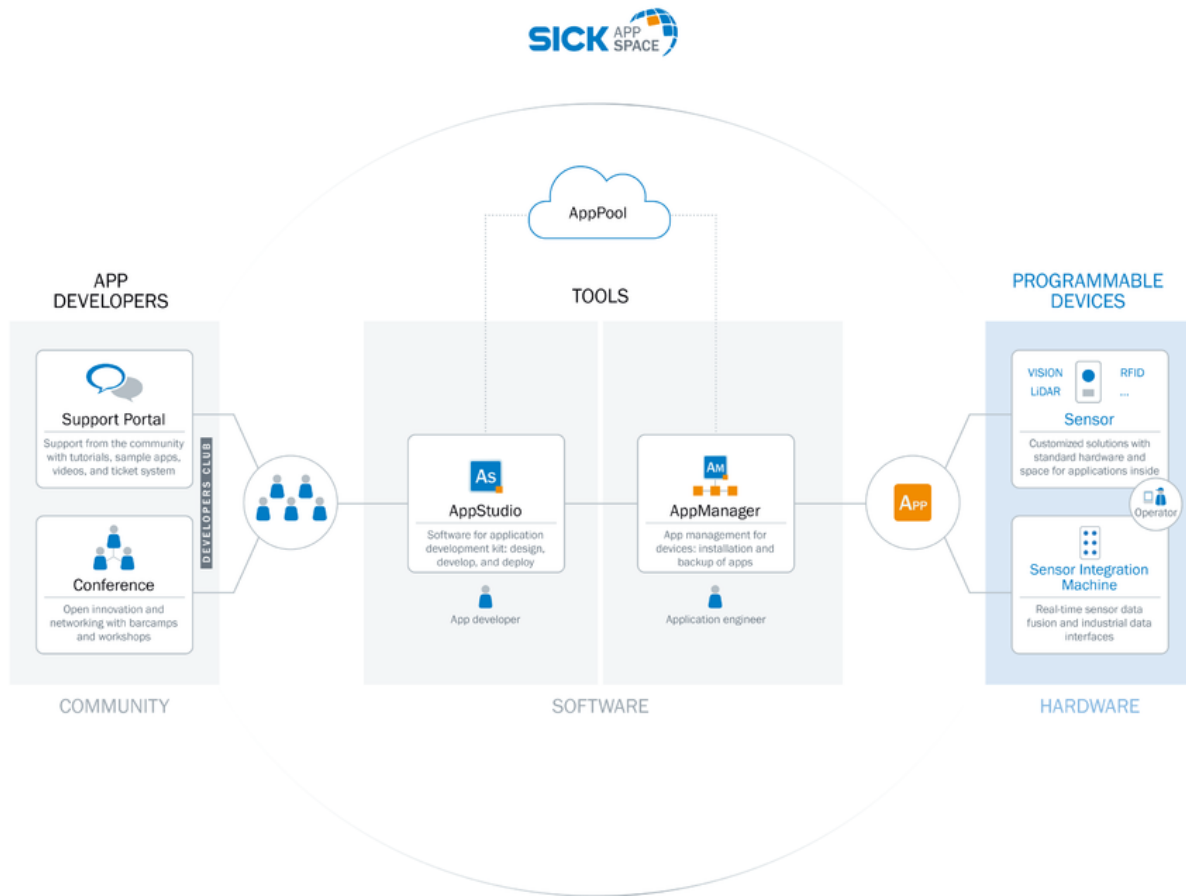 SICK APP
SPACE
AppPool
APP
DEVELOPERS
TOOLS
PROGRAMMABLE
DEVICES
Support Portal
Support from the community
with tutorials, sample apps,
videos, and ticket system
Conference
Open innovation and
networking with barcamps
and workshops
DEVELOPERS CLUB
COMMUNITY
As
AppStudio
Software for application
development kit: design,
develop, and deploy
App developer
AM
AppManager
App management for
devices: installation and
backup of apps
Application engineer
SOFTWARE
APP
VISION
RFID
LiDAR
...
Sensor
Customized solutions with
standard hardware and
space for applications inside
Operator
Sensor Integration
Machine
Real-time sensor data
fusion and industrial data
interfaces
HARDWARE